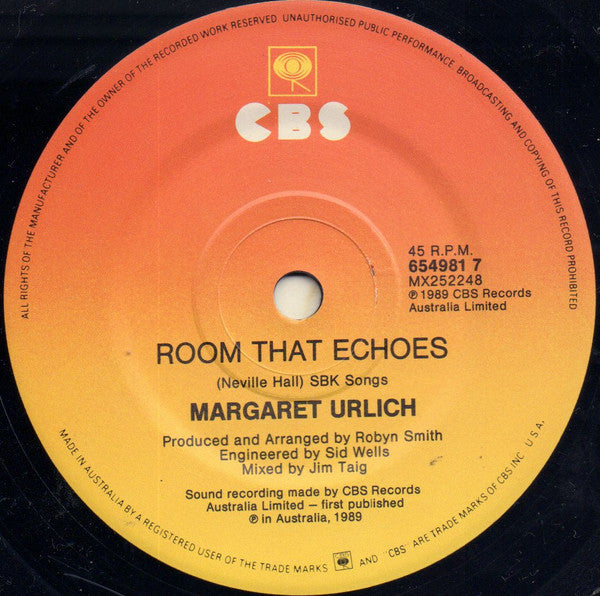 ALL RIGHTS OF THE MANUFACTURER AND OF THE OWNER OF THE RECORDED WORK RESERVED. UNAUTHORISED PUBLIC PERFORMANCE, BROADCASTING AND COPYING OF THIS RECORD PROHIBITED
CBS
45 R.P.M.
654981 7
MX252248
℗ 1989 CBS Records
Australia Limited
ROOM THAT ECHOES
(Neville Hall) SBK Songs
MARGARET URLICH
Produced and Arranged by Robyn Smith
Engineered by Sid Wells
Mixed by Jim Taig
Sound recording made by CBS Records
Australia Limited – first published
℗ in Australia, 1989
MADE IN AUSTRALIA BY A REGISTERED USER OF THE TRADE MARKS AND "CBS" ARE TRADE MARKS OF CBS INC U.S.A.